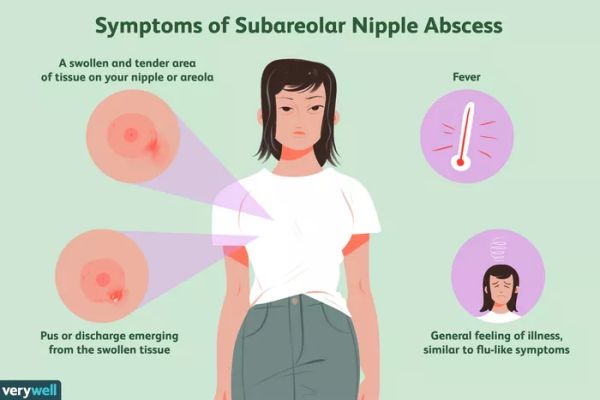 Symptoms of Subareolar Nipple Abscess
A swollen and tender area
of tissue on your nipple or areola
Fever
Pus or discharge emerging
from the swollen tissue
General feeling of illness,
similar to flu-like symptoms
verywell